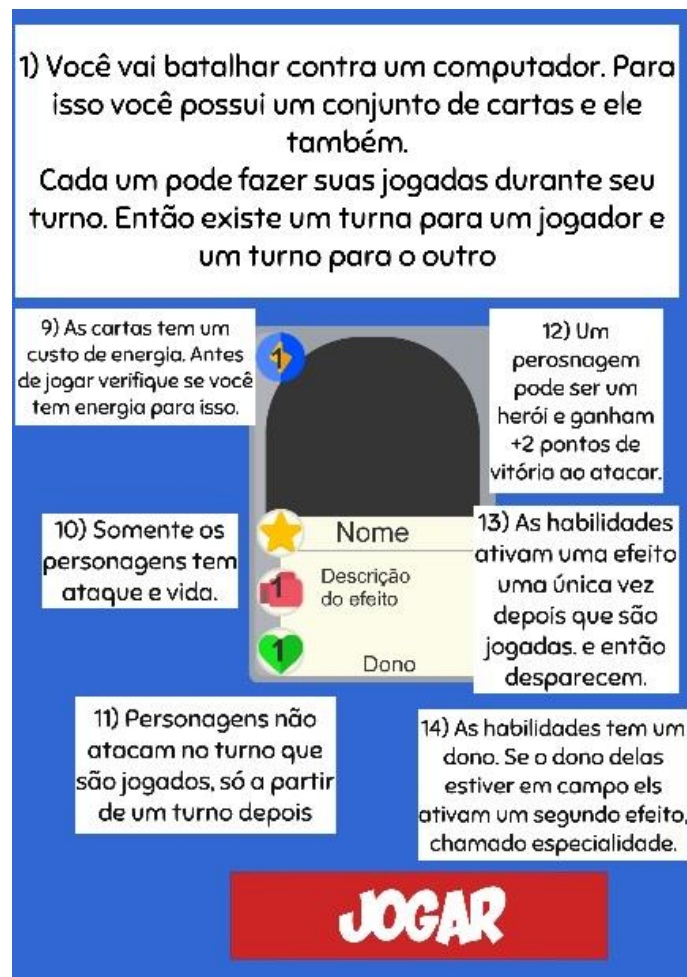 1) Você vai batalhar contra um computador. Para
isso você possui um conjunto de cartas e ele
também.
Cada um pode fazer suas jogadas durante seu
turno. Então existe um turna para um jogador e
um turno para o outro
9) As cartas tem um
custo de energia. Antes
de jogar verifique se você
tem energia para isso.
1
12) Um
perosnagem
pode ser um
herói e ganham
+2 pontos de
vitória ao atacar.
10) Somente os
personagens tem
ataque e vida.
Nome
1
Descrição
do efeito
1
Dono
13) As habilidades
ativam uma efeito
uma única vez
depois que são
jogadas. e então
desparecem.
11) Personagens não
atacam no turno que
são jogados, só a partir
de um turno depois
14) As habilidades tem um
dono. Se o dono delas
estiver em campo els
ativam um segundo efeito,
chamado especialidade.
JOGAR